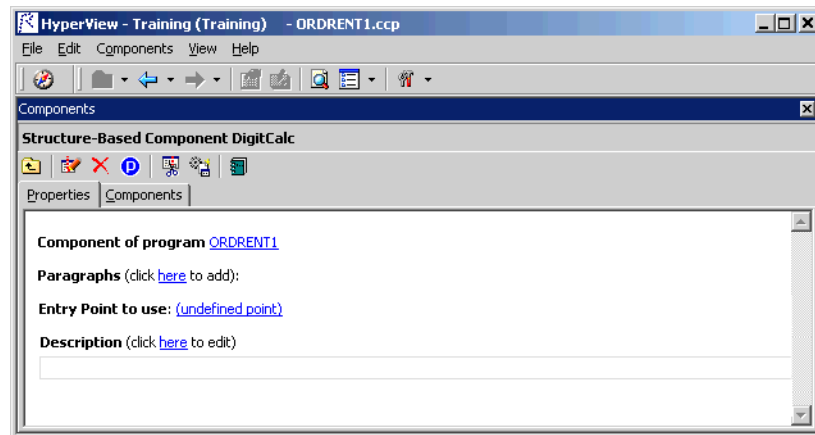 HyperView - Training (Training) - ORDRENT1.ccp
File Edit Components View Help
Components
Structure-Based Component DigitCalc
Properties Components
Component of program ORDRENT1
Paragraphs (click here to add):
Entry Point to use: (undefined point)
Description (click here to edit)